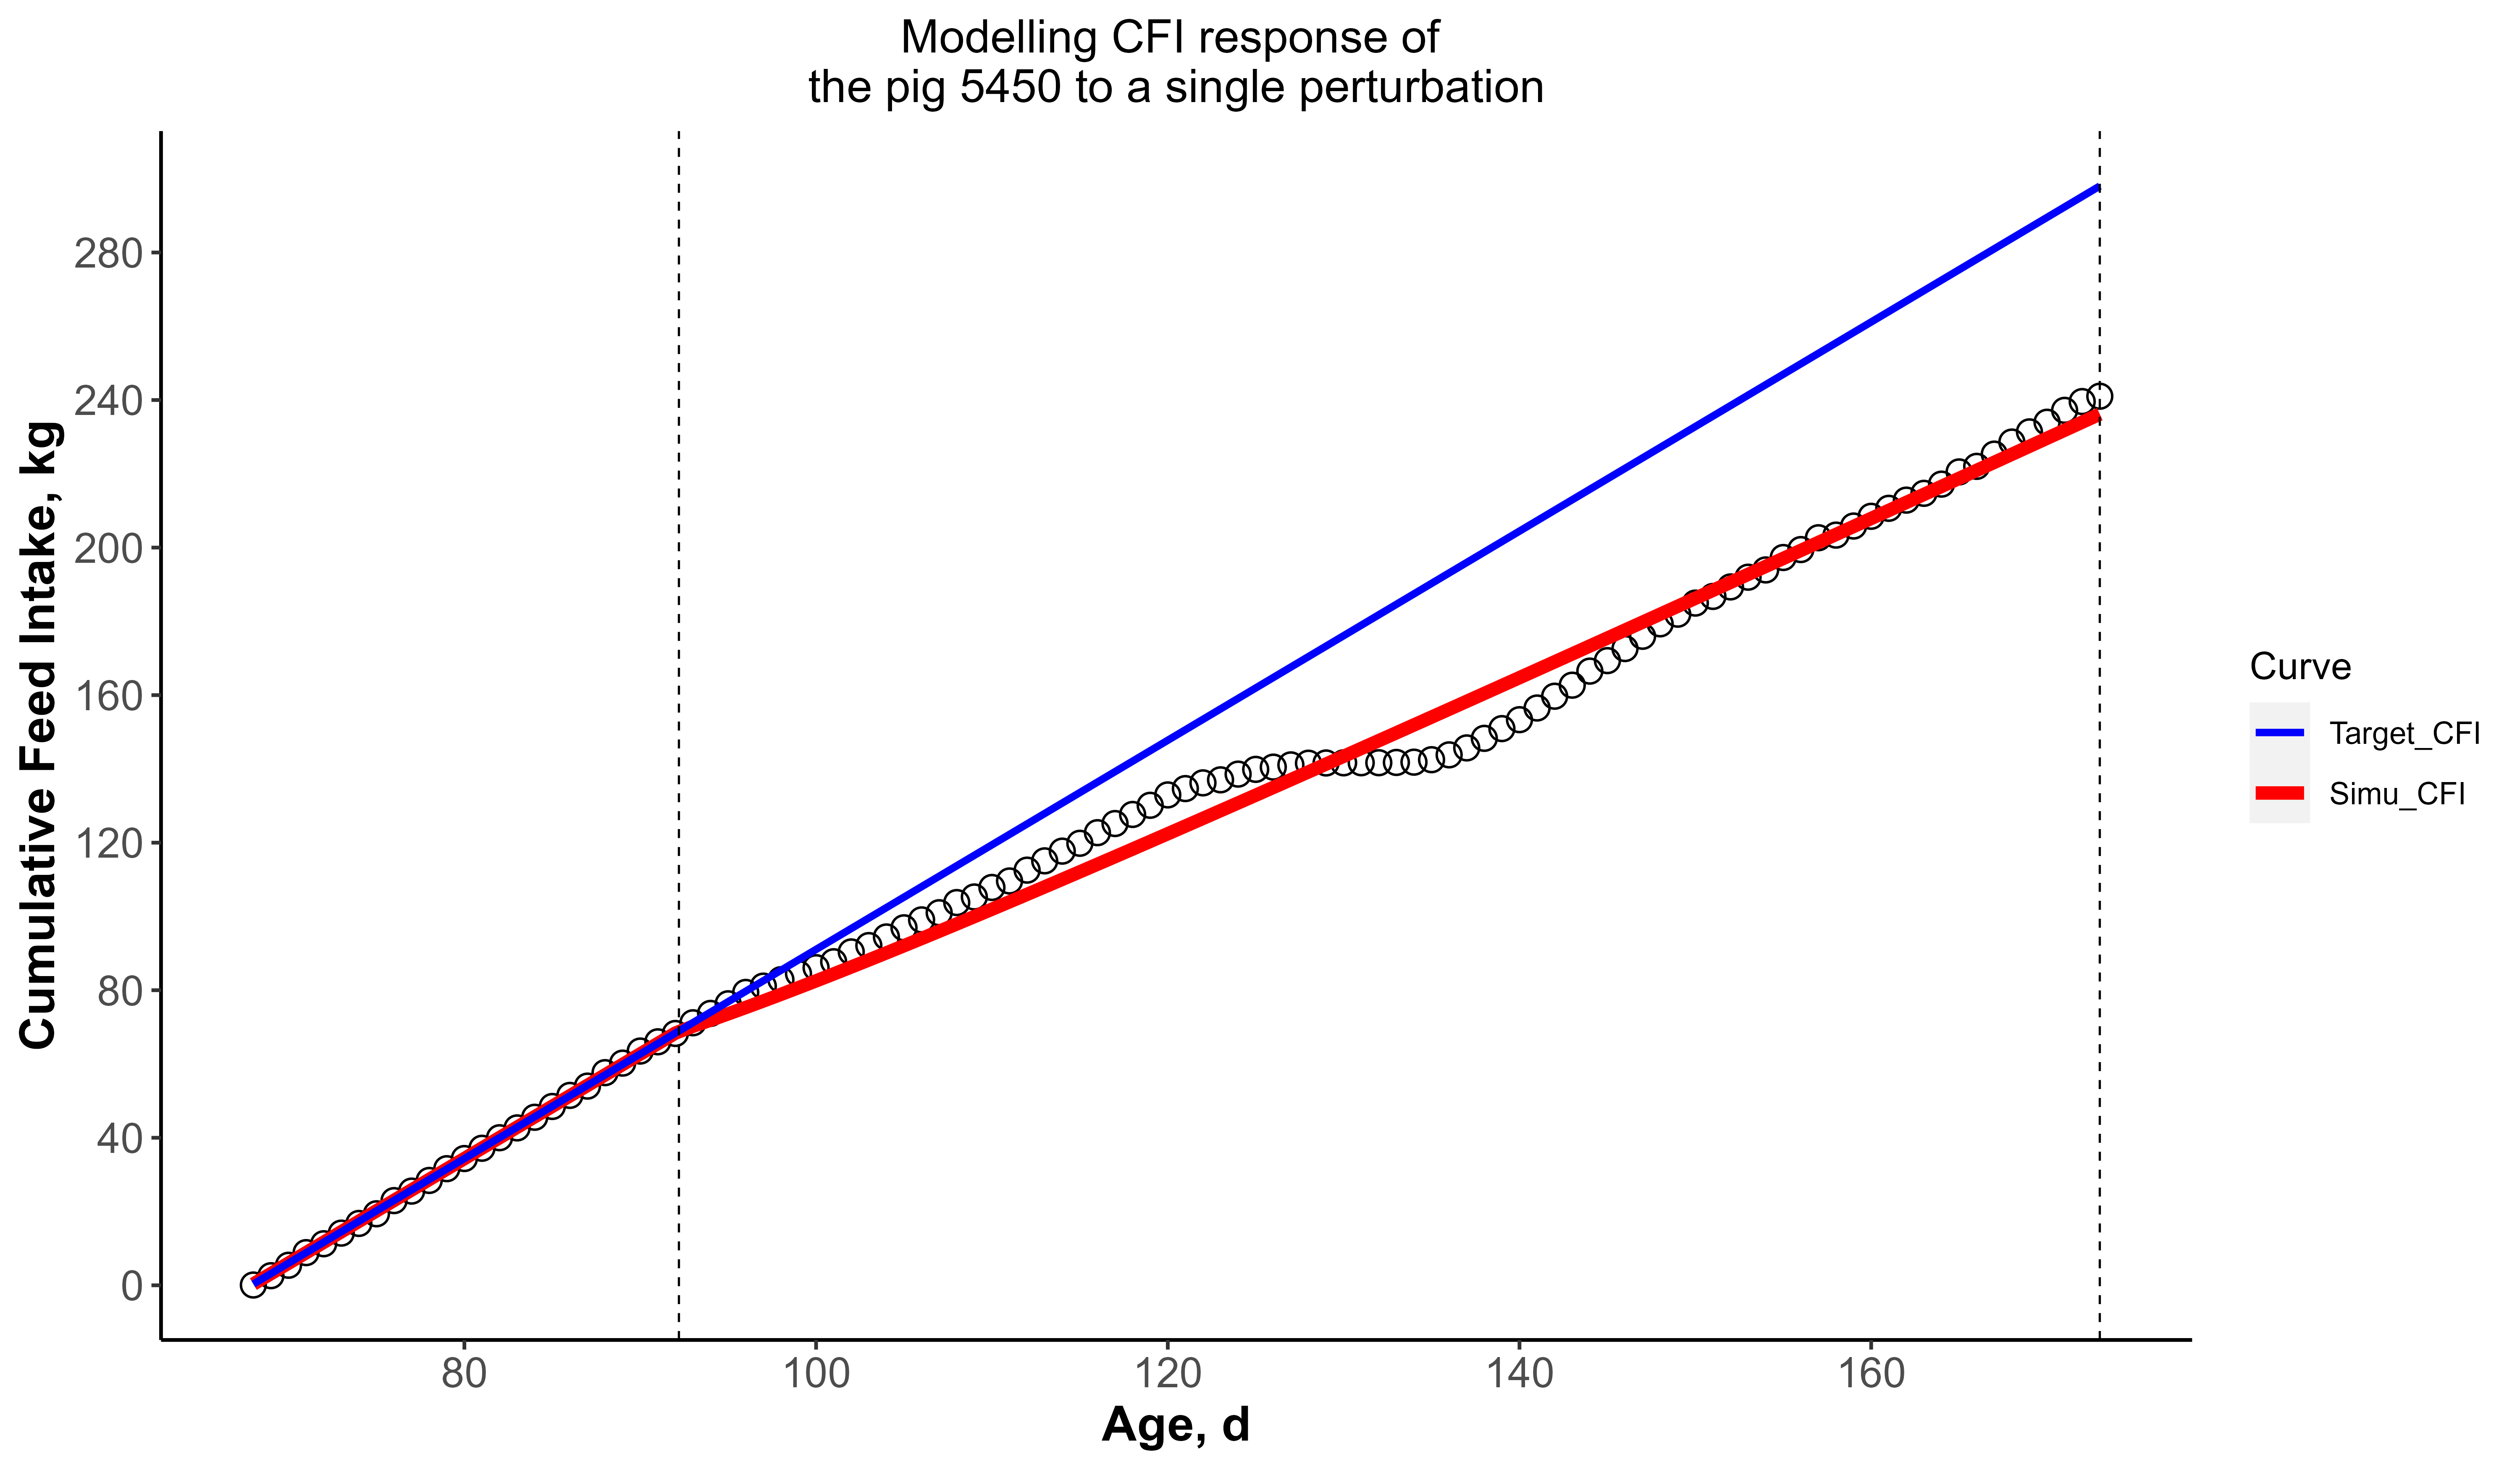 Modelling CFI response of
the pig 5450 to a single perturbation
Cumulative Feed Intake, kg
280
240
200
160
120
80
40
0
80
100
120
140
160
Age, d
Curve
Target_CFI
Simu_CFI